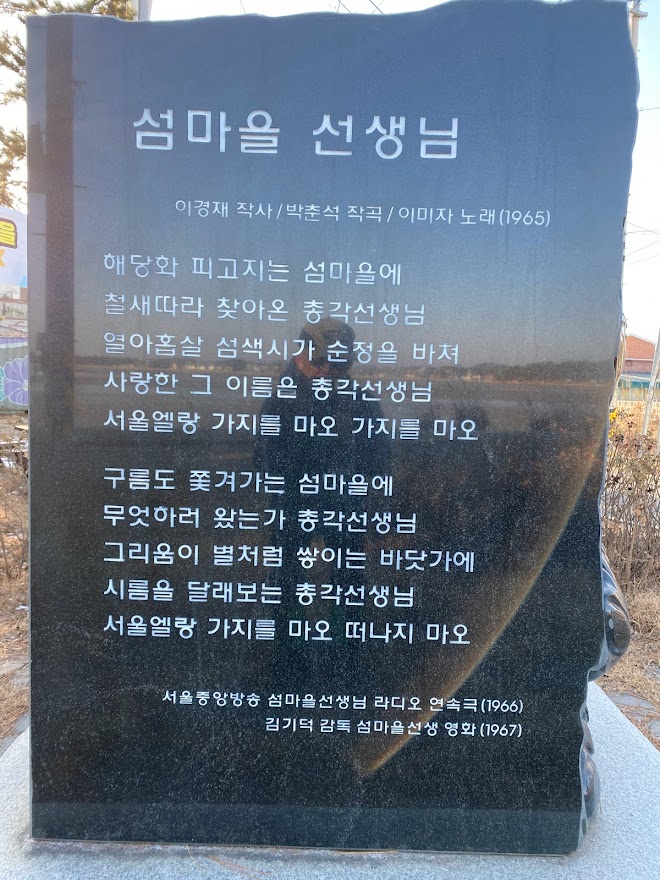 섬마을 선생님
이경재 작사/박춘석 작곡/이미자 노래(1965)
해당화 피고지는 섬마을에
철새따라 찾아온 총각선생님
열아홉살 섬색시가 순정을 바쳐
사랑한 그 이름은 총각선생님
서울엘랑 가지를 마오 가지를 마오
구름도 쫓겨가는 섬마을에
무엇하러 왔는가 총각선생님
그리움이 별처럼 쌓이는 바닷가에
시름을 달래보는 총각선생님
서울엘랑 가지를 마오 떠나지 마오
서울중앙방송 섬마을선생님 라디오 연속극(1966)
김기덕 감독 섬마을선생 영화(1967)
을